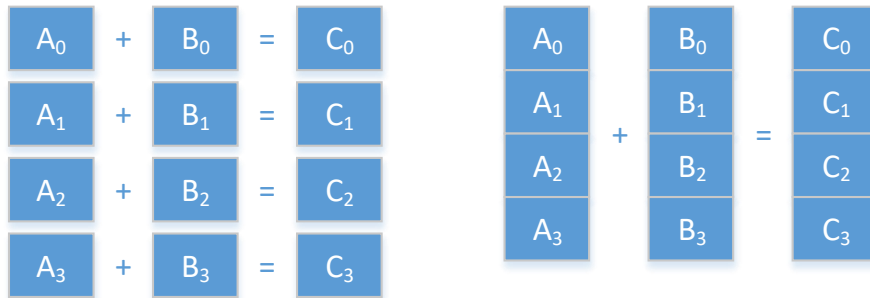 A₀ + B₀ = C₀
A₁ + B₁ = C₁
A₂ + B₂ = C₂
A₃ + B₃ = C₃
A₀ B₀ C₀
A₁ B₁ C₁
+ =
A₂ B₂ C₂
A₃ B₃ C₃